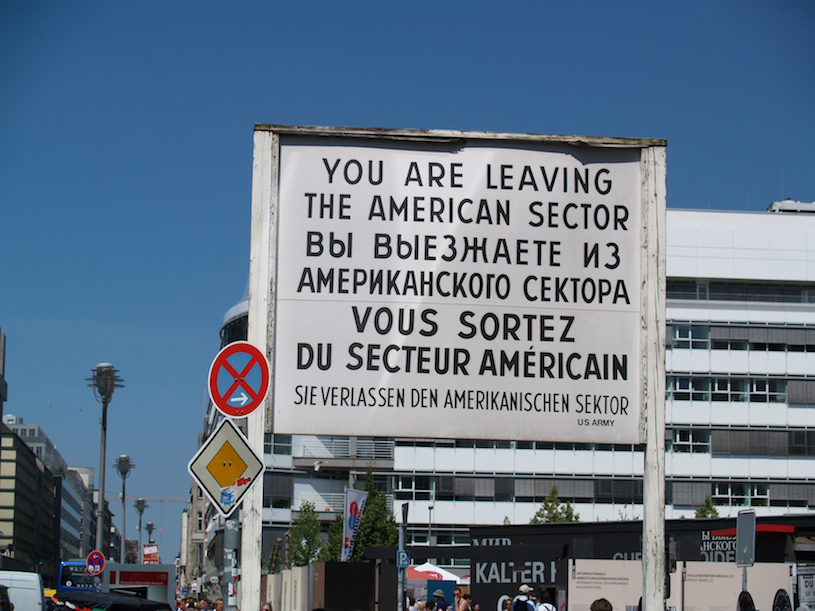 YOU ARE LEAVING
THE AMERICAN SECTOR
ВЫ ВЫЕЗЖАЕТЕ ИЗ
АМЕРИКАНСКОГО СЕКТОРА
VOUS SORTEZ
DU SECTEUR AMÉRICAIN
SIE VERLASSEN DEN AMERIKANISCHEN SEKTOR
US ARMY
KALTER